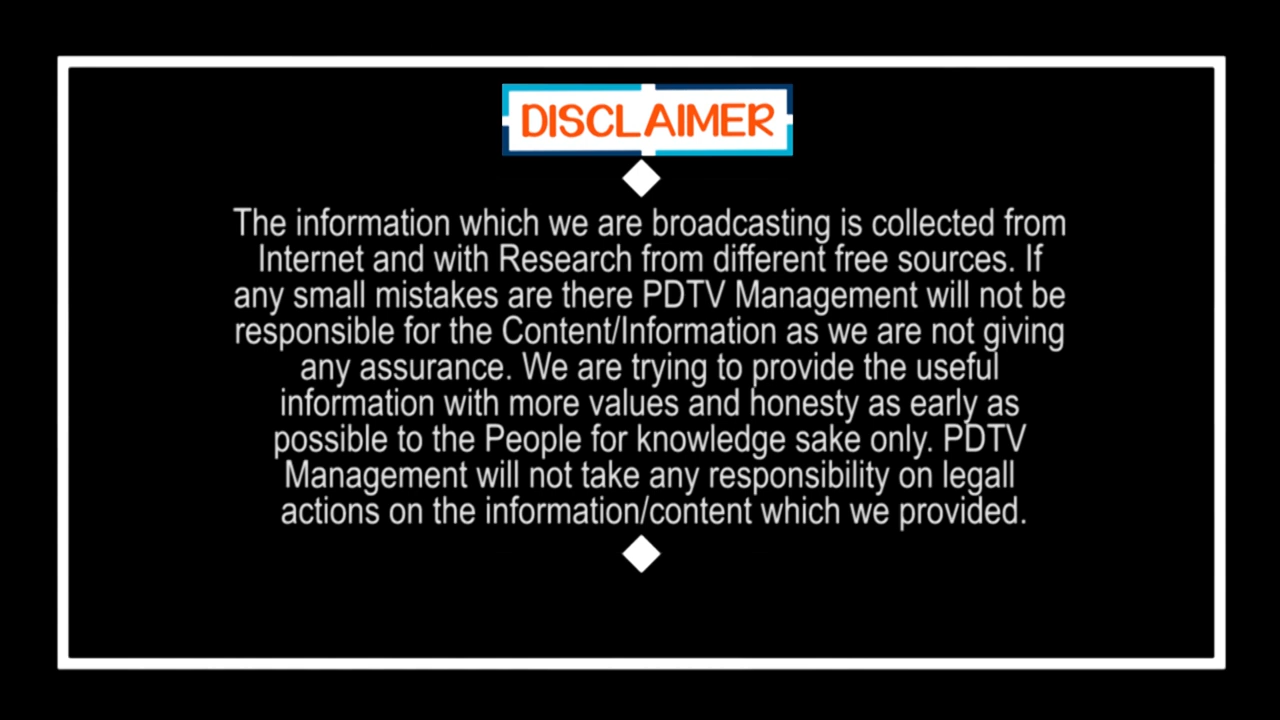 DISCLAIMER
The information which we are broadcasting is collected from
Internet and with Research from different free sources. If
any small mistakes are there PDTV Management will not be
responsible for the Content/Information as we are not giving
any assurance. We are trying to provide the useful
information with more values and honesty as early as
possible to the People for knowledge sake only. PDTV
Management will not take any responsibility on legall
actions on the information/content which we provided.